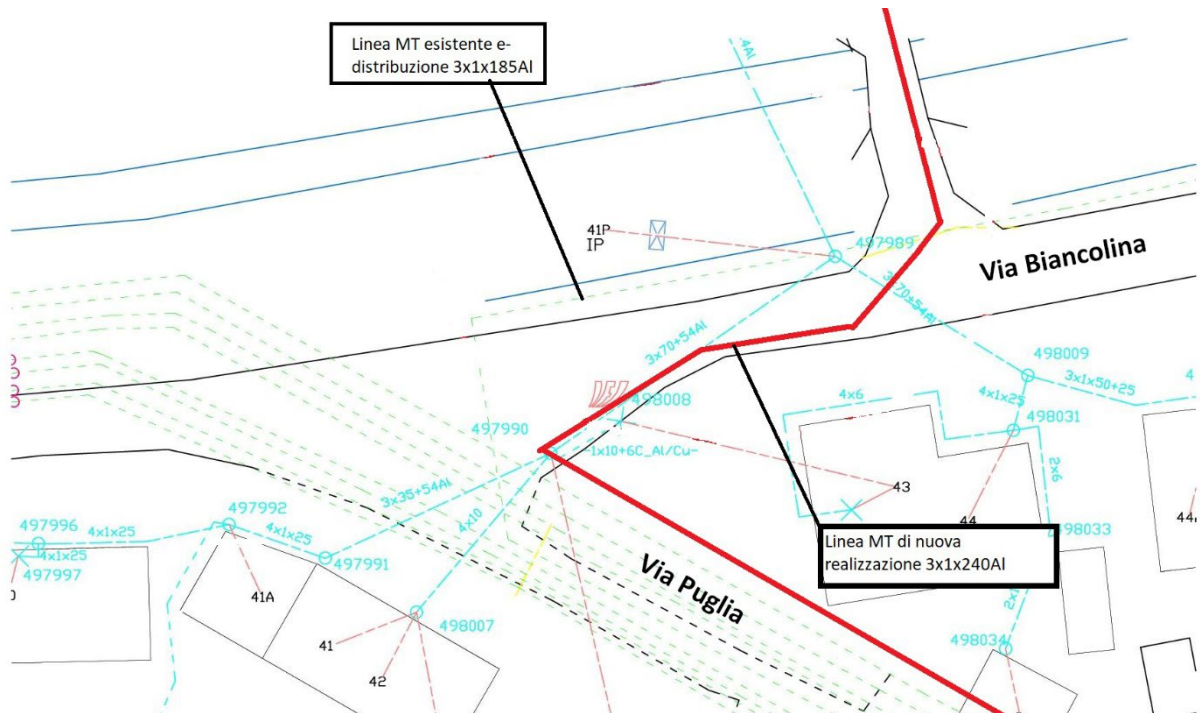 Linea MT esistente e-
distribuzione 3x1x185Al
41P
IP
497989
Via Biancolina
3x70+54Al
3x70+54Al
498009
3x1x50+25
4x1x25
4x6
498031
498008
497990
1x10+6C_Al/Cu
3x35+54Al
43
2x6
497992
4x10
44
497996
4x1x25
4x1x25
498033
4x1x25
497991
Linea MT di nuova
realizzazione 3x1x240Al
497997
Via Puglia
41A
498007
41
498034
42